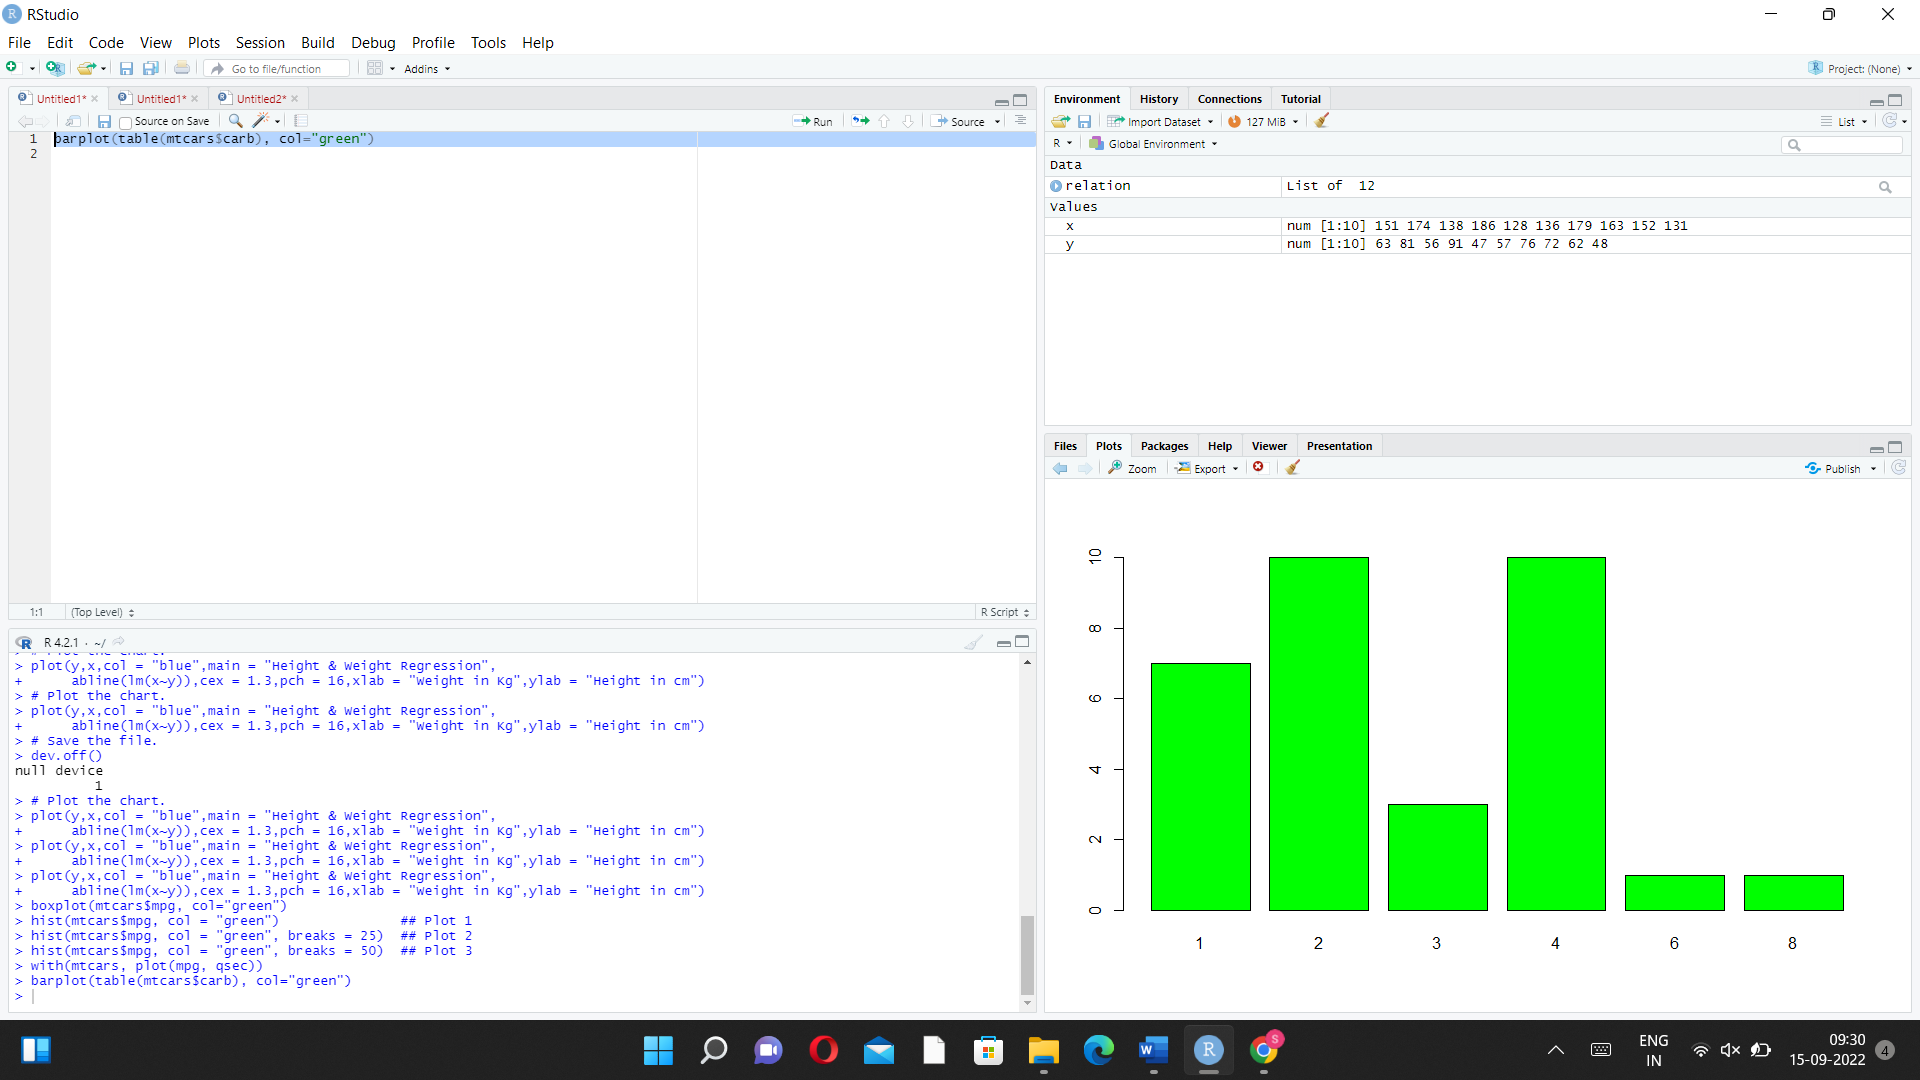 RStudio
File Edit Code View Plots Session Build Debug Profile Tools Help
Go to file/function Addins Project: (None)
Untitled1* Untitled1* Untitled2*
Source on Save Run Source
1 barplot(table(mtcars$carb), col="green")
2
1:1 (Top Level) R Script
R 4.2.1 · ~/
> # Plot the chart.
> plot(y,x,col = "blue",main = "Height & Weight Regression",
+ abline(lm(x~y)),cex = 1.3,pch = 16,xlab = "Weight in Kg",ylab = "Height in cm")
> # Plot the chart.
> plot(y,x,col = "blue",main = "Height & Weight Regression",
+ abline(lm(x~y)),cex = 1.3,pch = 16,xlab = "Weight in Kg",ylab = "Height in cm")
> # Save the file.
> dev.off()
null device
1
> # Plot the chart.
> plot(y,x,col = "blue",main = "Height & Weight Regression",
+ abline(lm(x~y)),cex = 1.3,pch = 16,xlab = "Weight in Kg",ylab = "Height in cm")
> plot(y,x,col = "blue",main = "Height & Weight Regression",
+ abline(lm(x~y)),cex = 1.3,pch = 16,xlab = "Weight in Kg",ylab = "Height in cm")
> plot(y,x,col = "blue",main = "Height & Weight Regression",
+ abline(lm(x~y)),cex = 1.3,pch = 16,xlab = "Weight in Kg",ylab = "Height in cm")
> boxplot(mtcars$mpg, col="green")
> hist(mtcars$mpg, col = "green") ## Plot 1
> hist(mtcars$mpg, col = "green", breaks = 25) ## Plot 2
> hist(mtcars$mpg, col = "green", breaks = 50) ## Plot 3
> with(mtcars, plot(mpg, qsec))
> barplot(table(mtcars$carb), col="green")
>
Environment History Connections Tutorial
Import Dataset 127 MiB List
R Global Environment
Data
relation List of 12
Values
x num [1:10] 151 174 138 186 128 136 179 163 152 131
y num [1:10] 63 81 56 91 47 57 76 72 62 48
Files Plots Packages Help Viewer Presentation
Zoom Export Publish
10
8
6
4
2
0
1 2 3 4 6 8
ENG
IN
09:30
15-09-2022
4